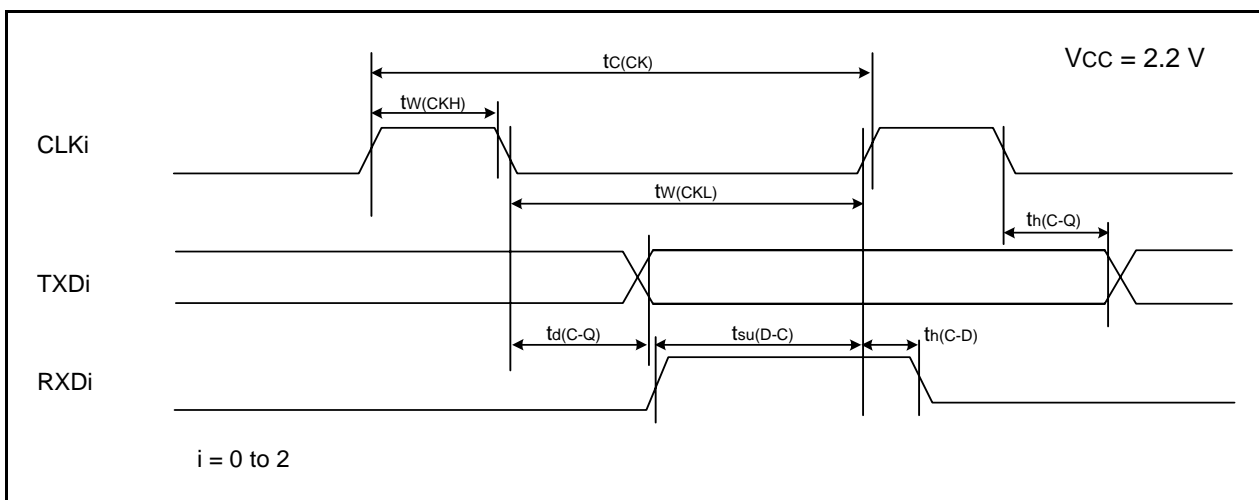 tC(CK)
VCC = 2.2 V
tW(CKH)
CLKi
tW(CKL)
th(C-Q)
TXDi
td(C-Q)
tsu(D-C)
th(C-D)
RXDi
i = 0 to 2